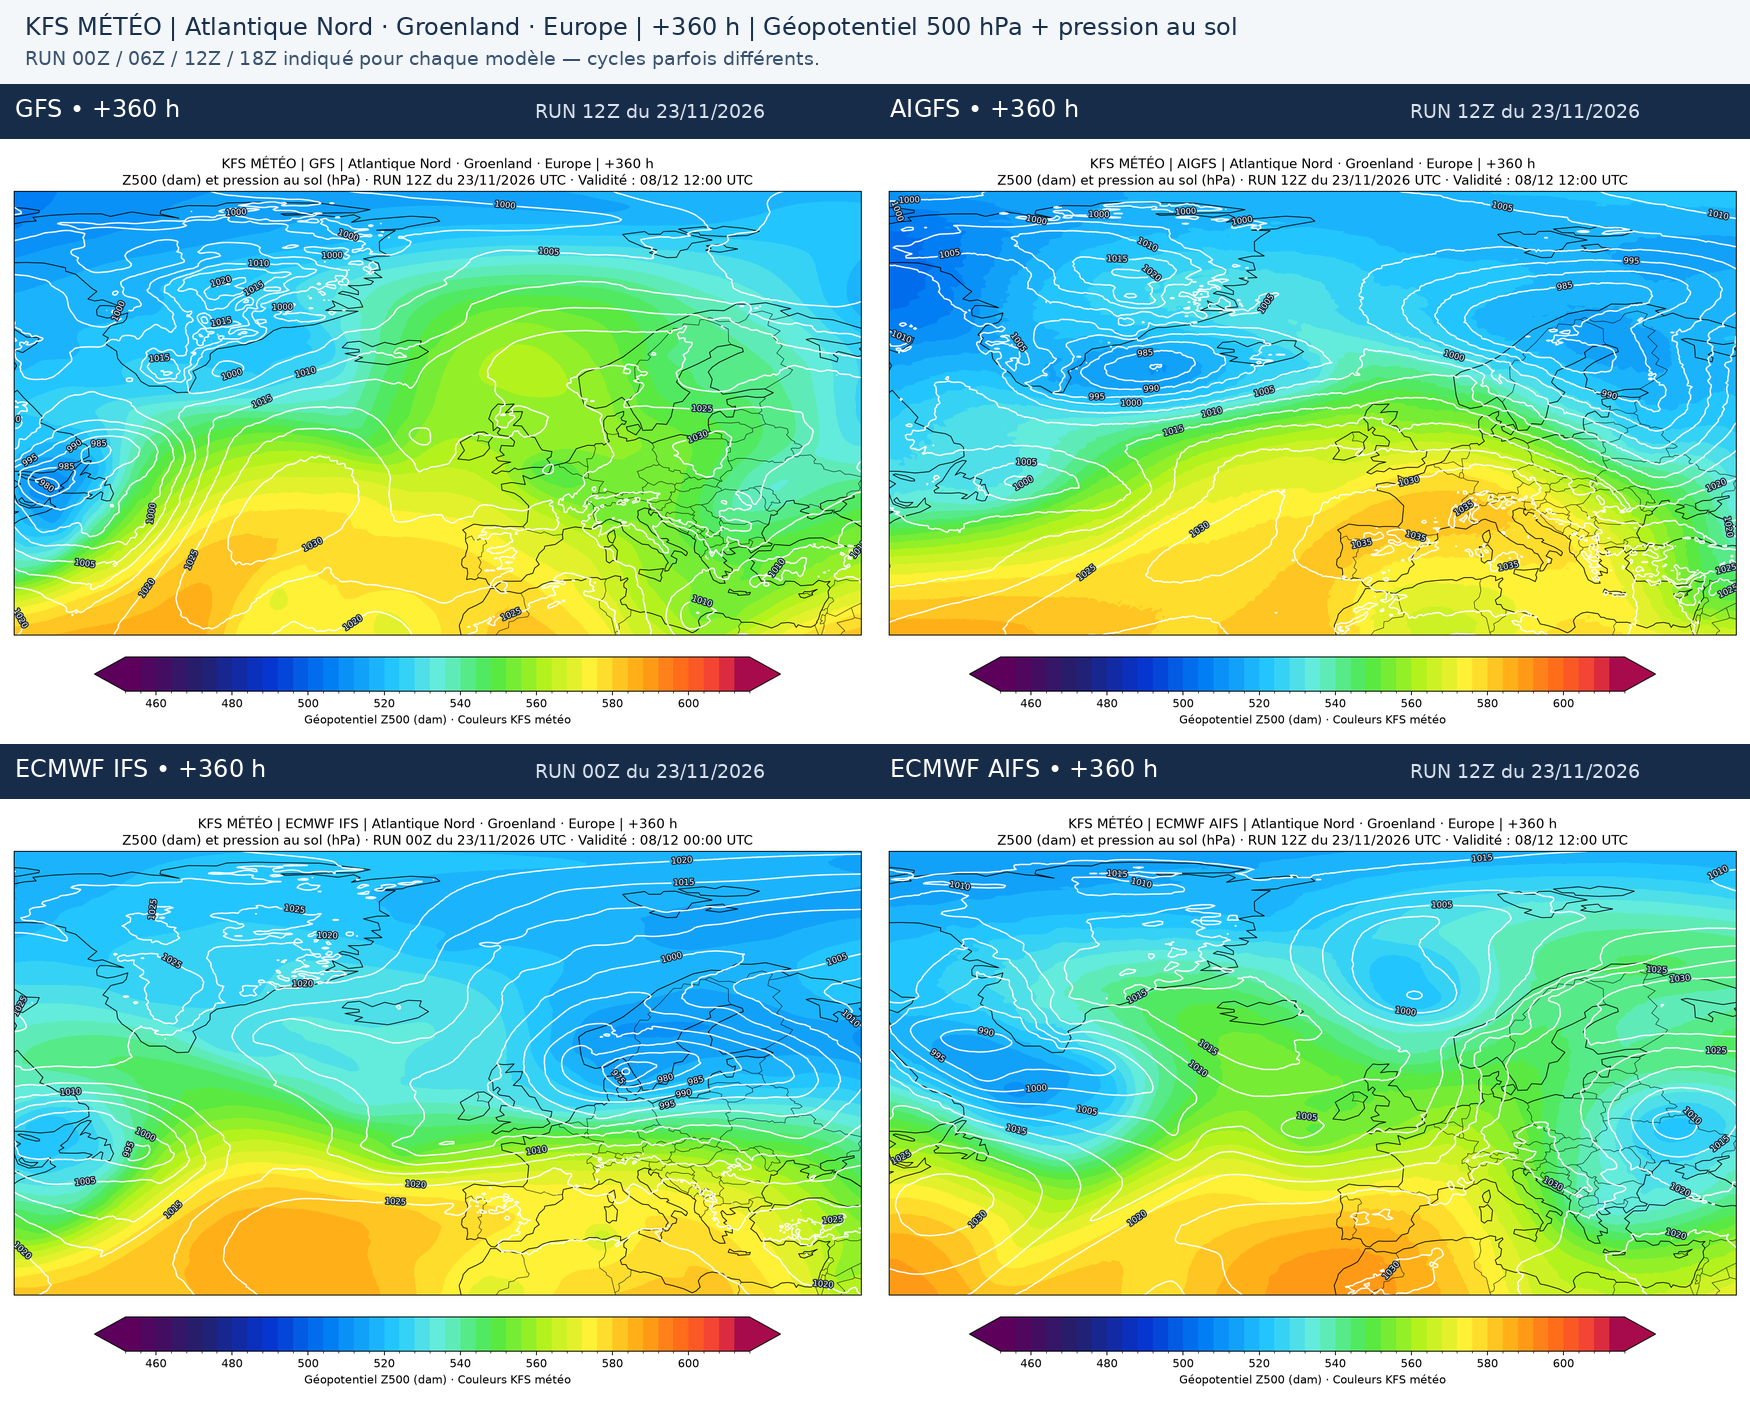 KFS MÉTÉO | Atlantique Nord · Groenland · Europe | +360 h | Géopotentiel 500 hPa + pression au sol
RUN 00Z / 06Z / 12Z / 18Z indiqué pour chaque modèle — cycles parfois différents.
GFS • +360 h
RUN 12Z du 23/11/2026
AIGFS • +360 h
RUN 12Z du 23/11/2026
KFS MÉTÉO | GFS | Atlantique Nord · Groenland · Europe | +360 h
Z500 (dam) et pression au sol (hPa) · RUN 12Z du 23/11/2026 UTC · Validité : 08/12 12:00 UTC
KFS MÉTÉO | AIGFS | Atlantique Nord · Groenland · Europe | +360 h
Z500 (dam) et pression au sol (hPa) · RUN 12Z du 23/11/2026 UTC · Validité : 08/12 12:00 UTC
460 480 500 520 540 560 580 600
Géopotentiel Z500 (dam) · Couleurs KFS météo
460 480 500 520 540 560 580 600
Géopotentiel Z500 (dam) · Couleurs KFS météo
ECMWF IFS • +360 h
RUN 00Z du 23/11/2026
ECMWF AIFS • +360 h
RUN 12Z du 23/11/2026
KFS MÉTÉO | ECMWF IFS | Atlantique Nord · Groenland · Europe | +360 h
Z500 (dam) et pression au sol (hPa) · RUN 00Z du 23/11/2026 UTC · Validité : 08/12 00:00 UTC
KFS MÉTÉO | ECMWF AIFS | Atlantique Nord · Groenland · Europe | +360 h
Z500 (dam) et pression au sol (hPa) · RUN 12Z du 23/11/2026 UTC · Validité : 08/12 12:00 UTC
460 480 500 520 540 560 580 600
Géopotentiel Z500 (dam) · Couleurs KFS météo
460 480 500 520 540 560 580 600
Géopotentiel Z500 (dam) · Couleurs KFS météo